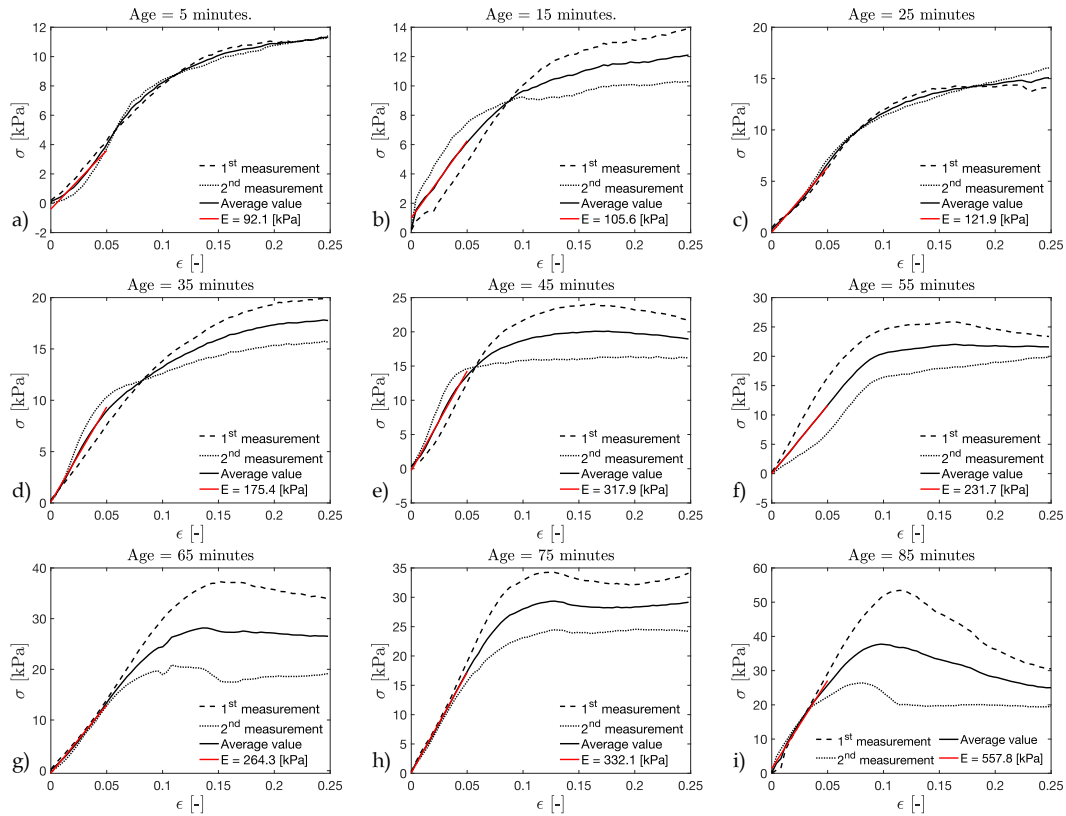 Age = 5 minutes.
12
10
8
6
4
2
0
-2
σ [kPa]
1st measurement
2nd measurement
Average value
E = 92.1 [kPa]
a)
0 0.05 0.1 0.15 0.2 0.25
ϵ [-]
Age = 15 minutes.
14
12
10
8
6
4
2
0
σ [kPa]
1st measurement
2nd measurement
Average value
E = 105.6 [kPa]
b)
0 0.05 0.1 0.15 0.2 0.25
ϵ [-]
Age = 25 minutes
20
15
10
5
0
σ [kPa]
1st measurement
2nd measurement
Average value
E = 121.9 [kPa]
c)
0 0.05 0.1 0.15 0.2 0.25
ϵ [-]
Age = 35 minutes
20
15
10
5
0
σ [kPa]
1st measurement
2nd measurement
Average value
E = 175.4 [kPa]
d)
0 0.05 0.1 0.15 0.2 0.25
ϵ [-]
Age = 45 minutes
25
20
15
10
5
0
-5
σ [kPa]
1st measurement
2nd measurement
Average value
E = 317.9 [kPa]
e)
0 0.05 0.1 0.15 0.2 0.25
ϵ [-]
Age = 55 minutes
30
25
20
15
10
5
0
-5
σ [kPa]
1st measurement
2nd measurement
Average value
E = 231.7 [kPa]
f)
0 0.05 0.1 0.15 0.2 0.25
ϵ [-]
Age = 65 minutes
40
30
20
10
0
σ [kPa]
1st measurement
2nd measurement
Average value
E = 264.3 [kPa]
g)
0 0.05 0.1 0.15 0.2 0.25
ϵ [-]
Age = 75 minutes
35
30
25
20
15
10
5
0
σ [kPa]
1st measurement
2nd measurement
Average value
E = 332.1 [kPa]
h)
0 0.05 0.1 0.15 0.2 0.25
ϵ [-]
Age = 85 minutes
60
50
40
30
20
10
0
σ [kPa]
1st measurement Average value
2nd measurement E = 557.8 [kPa]
i)
0 0.05 0.1 0.15 0.2 0.25
ϵ [-]